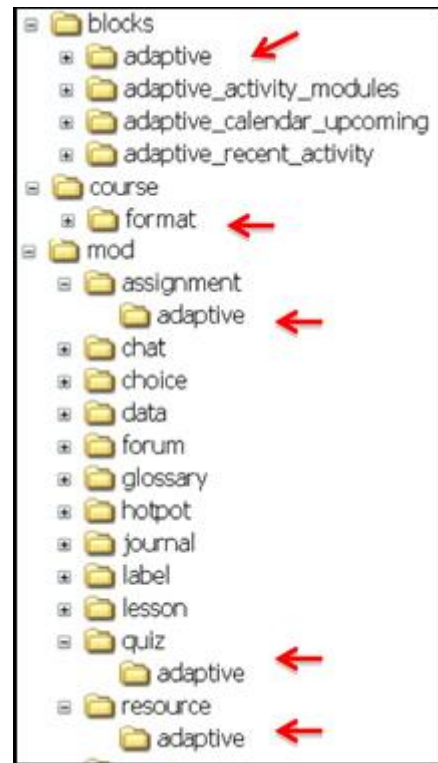 blocks
adaptive
adaptive_activity_modules
adaptive_calendar_upcoming
adaptive_recent_activity
course
format
mod
assignment
adaptive
chat
choice
data
forum
glossary
hotpot
journal
label
lesson
quiz
adaptive
resource
adaptive